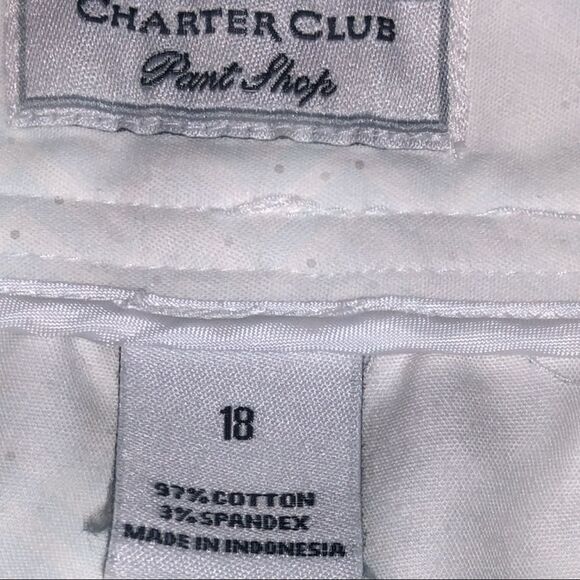 CHARTER CLUB
Pant Shop
18
97% COTTON
3% SPANDEX
MADE IN INDONESIA